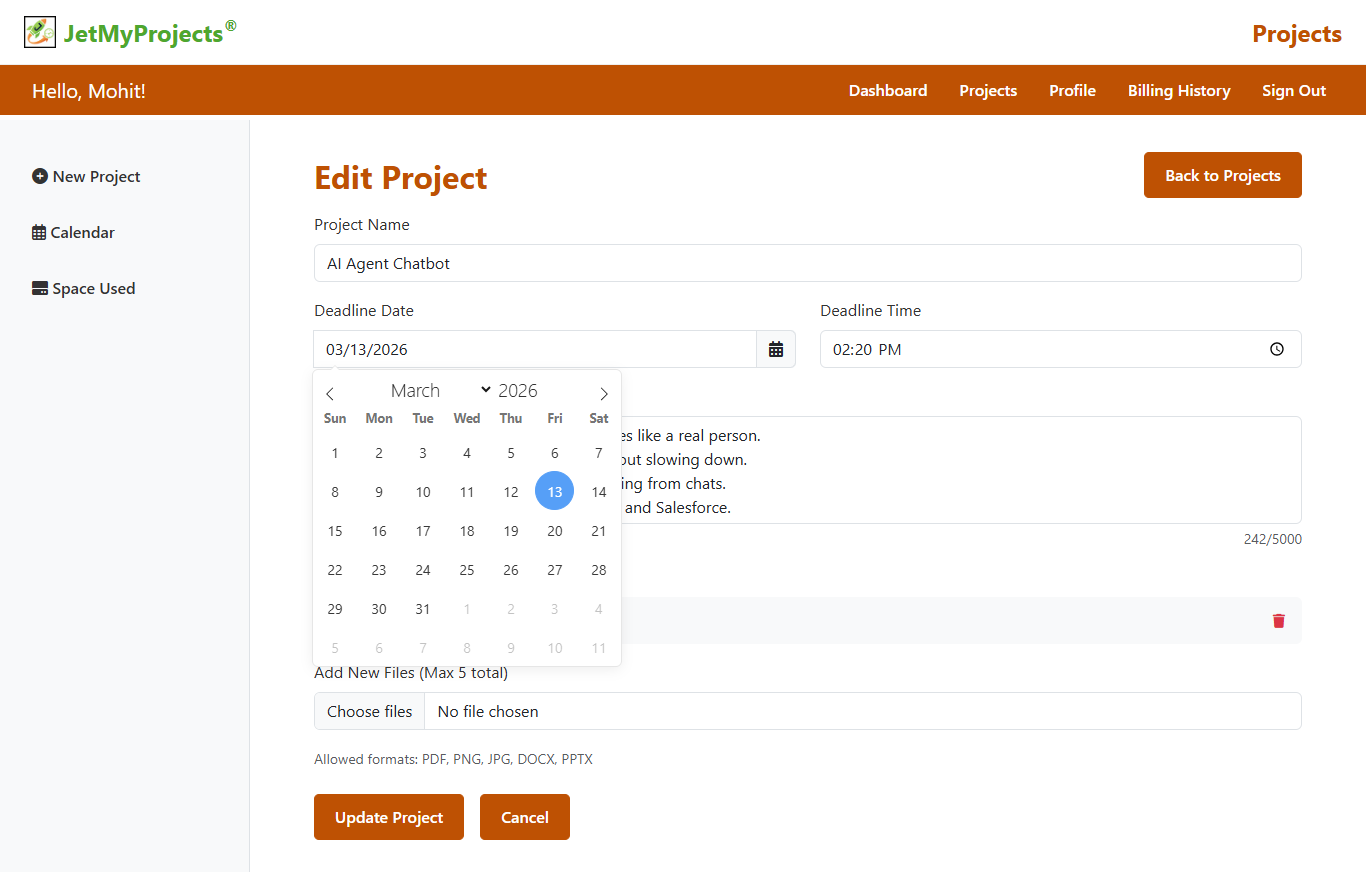 JetMyProjects®
Projects
Hello, Mohit!
Dashboard Projects Profile Billing History Sign Out
New Project
Calendar
Space Used
Edit Project
Back to Projects
Project Name
AI Agent Chatbot
Deadline Date
Deadline Time
03/13/2026
02:20 PM
March 2026
Sun Mon Tue Wed Thu Fri Sat
1 2 3 4 5 6 7
8 9 10 11 12 13 14
15 16 17 18 19 20 21
22 23 24 25 26 27 28
29 30 31 1 2 3 4
5 6 7 8 9 10 11
like a real person.
slowing down.
from chats.
and Salesforce.
242/5000
Add New Files (Max 5 total)
Choose files No file chosen
Allowed formats: PDF, PNG, JPG, DOCX, PPTX
Update Project
Cancel